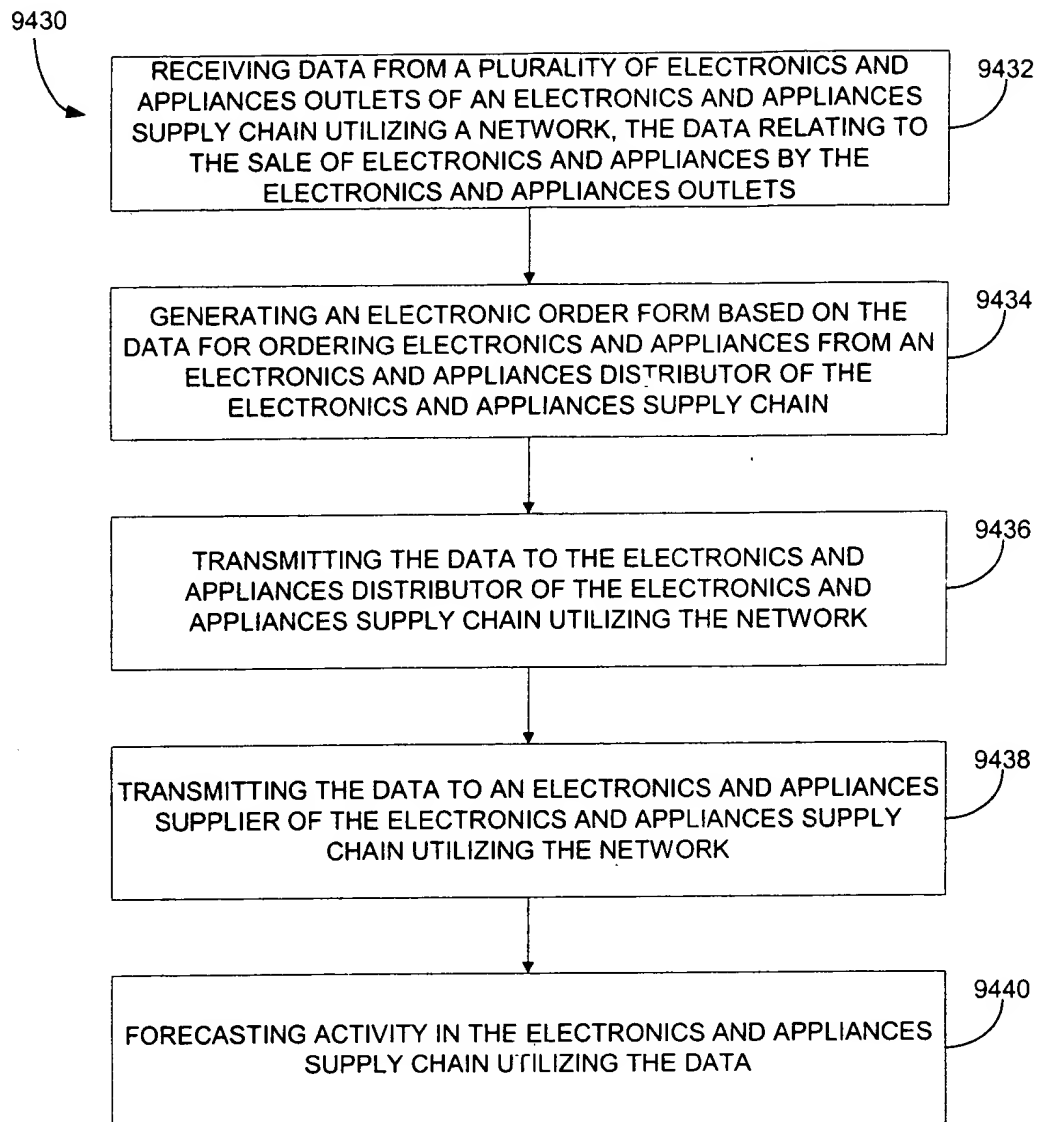 9430
RECEIVING DATA FROM A PLURALITY OF ELECTRONICS AND
APPLIANCES OUTLETS OF AN ELECTRONICS AND APPLIANCES
SUPPLY CHAIN UTILIZING A NETWORK, THE DATA RELATING TO
THE SALE OF ELECTRONICS AND APPLIANCES BY THE
ELECTRONICS AND APPLIANCES OUTLETS
9432
GENERATING AN ELECTRONIC ORDER FORM BASED ON THE
DATA FOR ORDERING ELECTRONICS AND APPLIANCES FROM AN
ELECTRONICS AND APPLIANCES DISTRIBUTOR OF THE
ELECTRONICS AND APPLIANCES SUPPLY CHAIN
9434
TRANSMITTING THE DATA TO THE ELECTRONICS AND
APPLIANCES DISTRIBUTOR OF THE ELECTRONICS AND
APPLIANCES SUPPLY CHAIN UTILIZING THE NETWORK
9436
TRANSMITTING THE DATA TO AN ELECTRONICS AND APPLIANCES
SUPPLIER OF THE ELECTRONICS AND APPLIANCES SUPPLY
CHAIN UTILIZING THE NETWORK
9438
FORECASTING ACTIVITY IN THE ELECTRONICS AND APPLIANCES
SUPPLY CHAIN UTILIZING THE DATA
9440